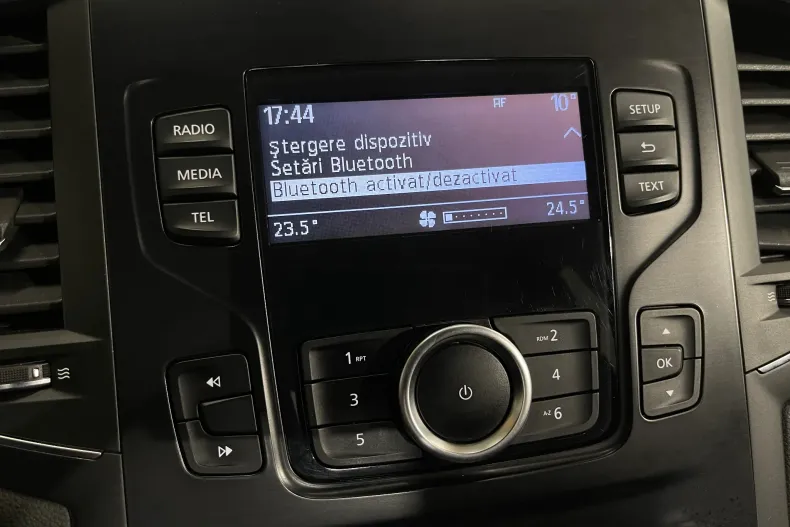 17:44 AF 10°
Ştergere dispozitiv
Setări Bluetooth
Bluetooth activat/dezactivat
23.5° 24.5°
RADIO
MEDIA
TEL
SETUP
TEXT
1 RPT
3
5
RDM 2
4
A-Z 6
OK